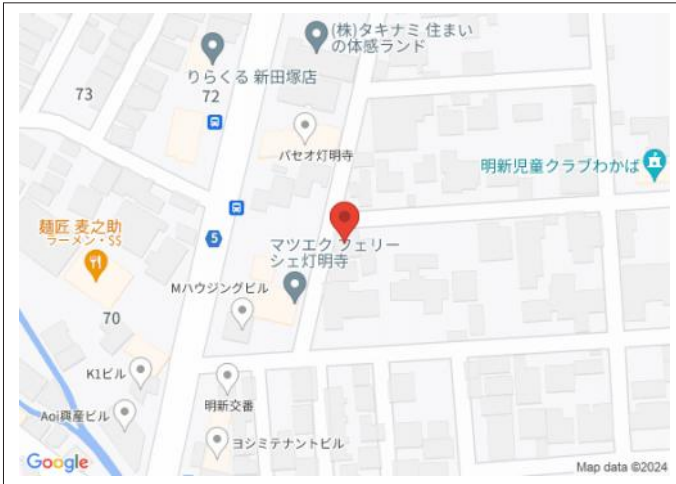 (株)タキナミ 住まい
の体感ランド
りらくる 新田塚店
73
72
パセオ灯明寺
明新児童クラブわかば
麺匠 麦之助
ラーメン・SS
5
マツエク フェリー
シェ灯明寺
Mハウジングビル
70
K1ビル
明新交番
Aoi興産ビル
ヨシミテナントビル
Google
Map data ©2024